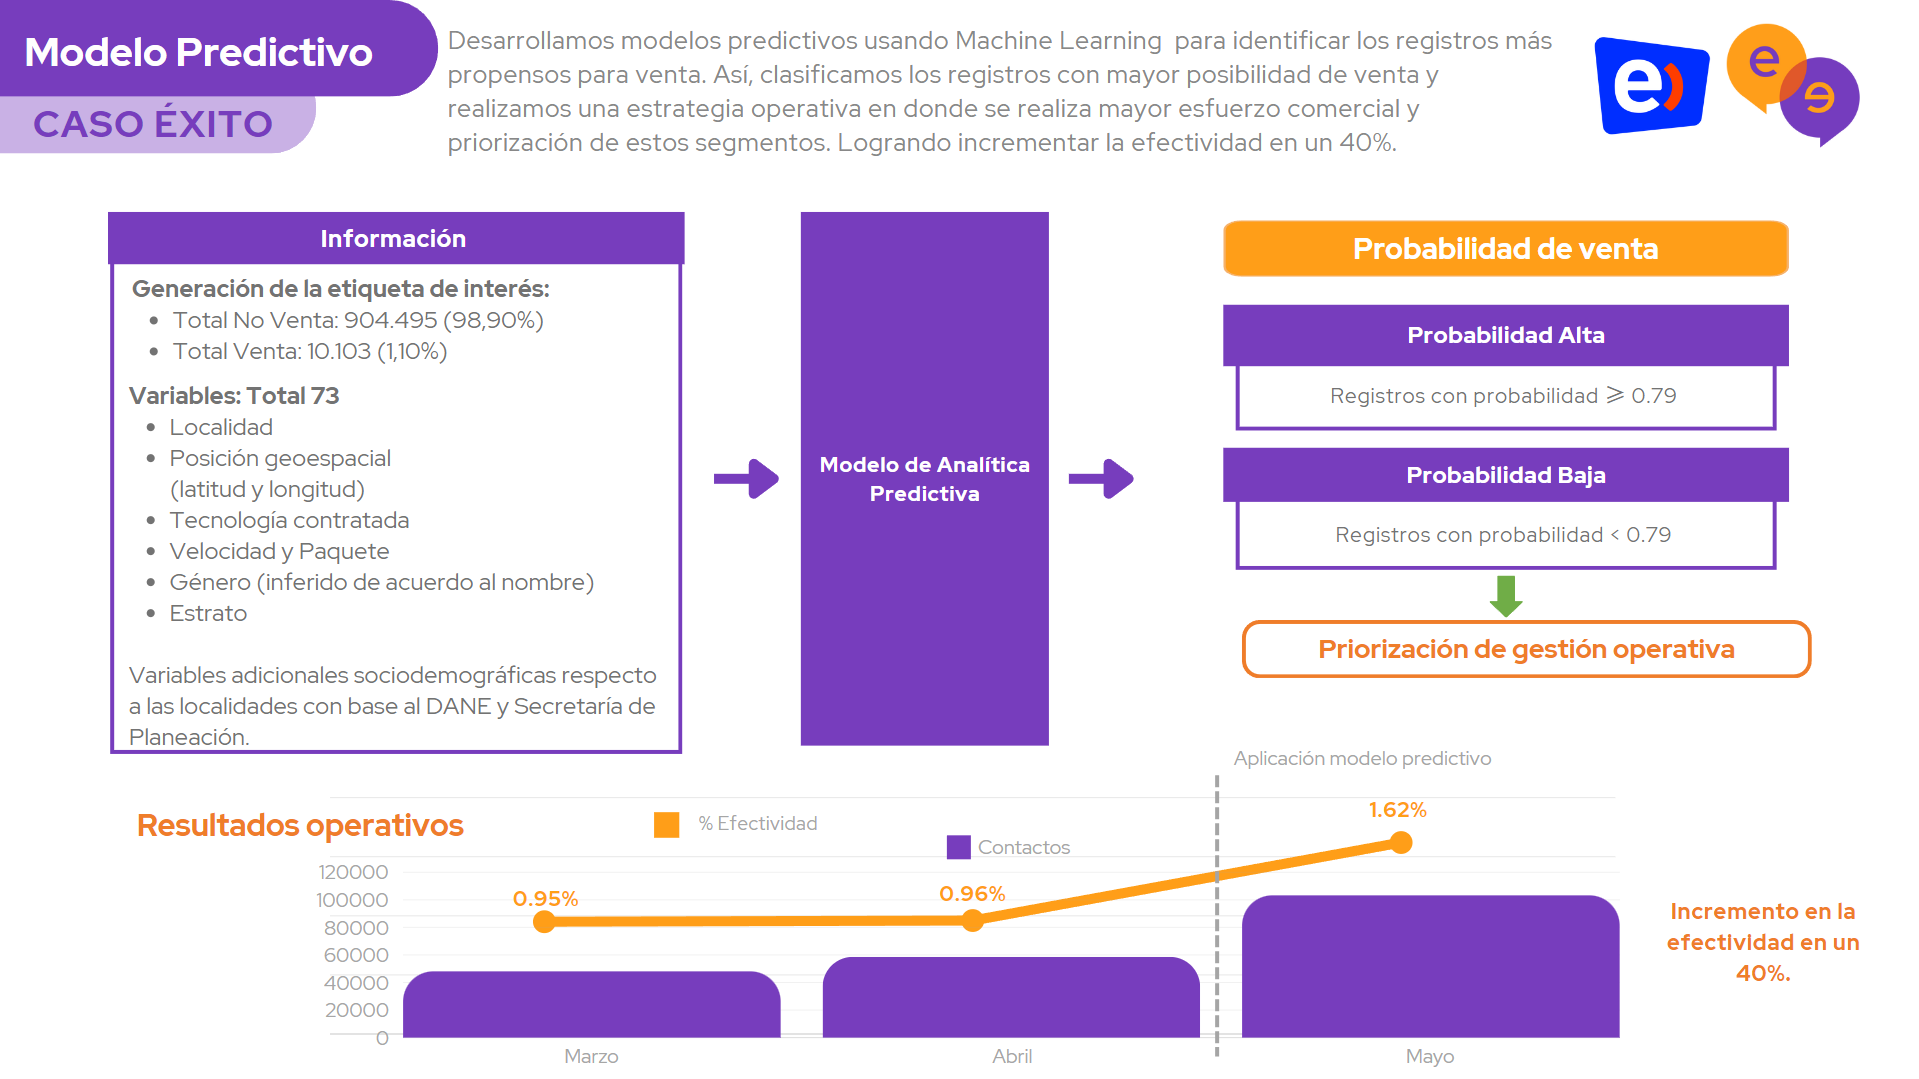 Modelo Predictivo
CASO ÉXITO
Desarrollamos modelos predictivos usando Machine Learning para identificar los registros más
propensos para venta. Así, clasificamos los registros con mayor posibilidad de venta y
realizamos una estrategia operativa en donde se realiza mayor esfuerzo comercial y
priorización de estos segmentos. Logrando incrementar la efectividad en un 40%.
e)
e
e
Información
Generación de la etiqueta de interés:
• Total No Venta: 904.495 (98,90%)
• Total Venta: 10.103 (1,10%)
Variables: Total 73
• Localidad
• Posición geoespacial
(latitud y longitud)
• Tecnología contratada
• Velocidad y Paquete
• Género (inferido de acuerdo al nombre)
• Estrato
Variables adicionales sociodemográficas respecto
a las localidades con base al DANE y Secretaría de
Planeación.
Modelo de Analítica
Predictiva
Probabilidad de venta
Probabilidad Alta
Registros con probabilidad ⩾ 0.79
Probabilidad Baja
Registros con probabilidad < 0.79
Priorización de gestión operativa
Aplicación modelo predictivo
Resultados operativos
% Efectividad
Contactos
120000
100000
80000
60000
40000
20000
0
0.95%
0.96%
1.62%
Marzo
Abril
Mayo
Incremento en la
efectividad en un
40%.